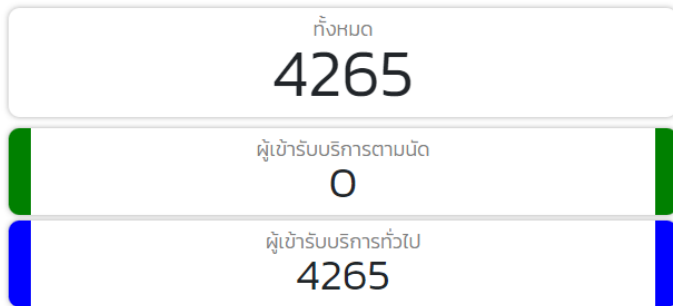 ทั้งหมด
4265
ผู้เข้ารับบริการตามนัด
0
ผู้เข้ารับบริการทั่วไป
4265